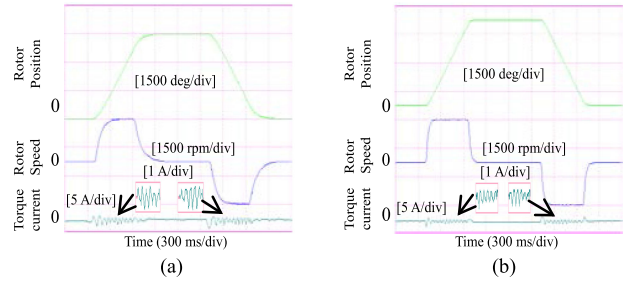 Rotor
Position
[1500 deg/div]
0
Rotor
Speed
[1500 rpm/div]
0
[1 A/div]
Torque
current
[5 A/div]
0
Time (300 ms/div)
(a)
Rotor
Position
[1500 deg/div]
0
Rotor
Speed
[1500 rpm/div]
0
[1 A/div]
Torque
current
[5 A/div]
0
Time (300 ms/div)
(b)